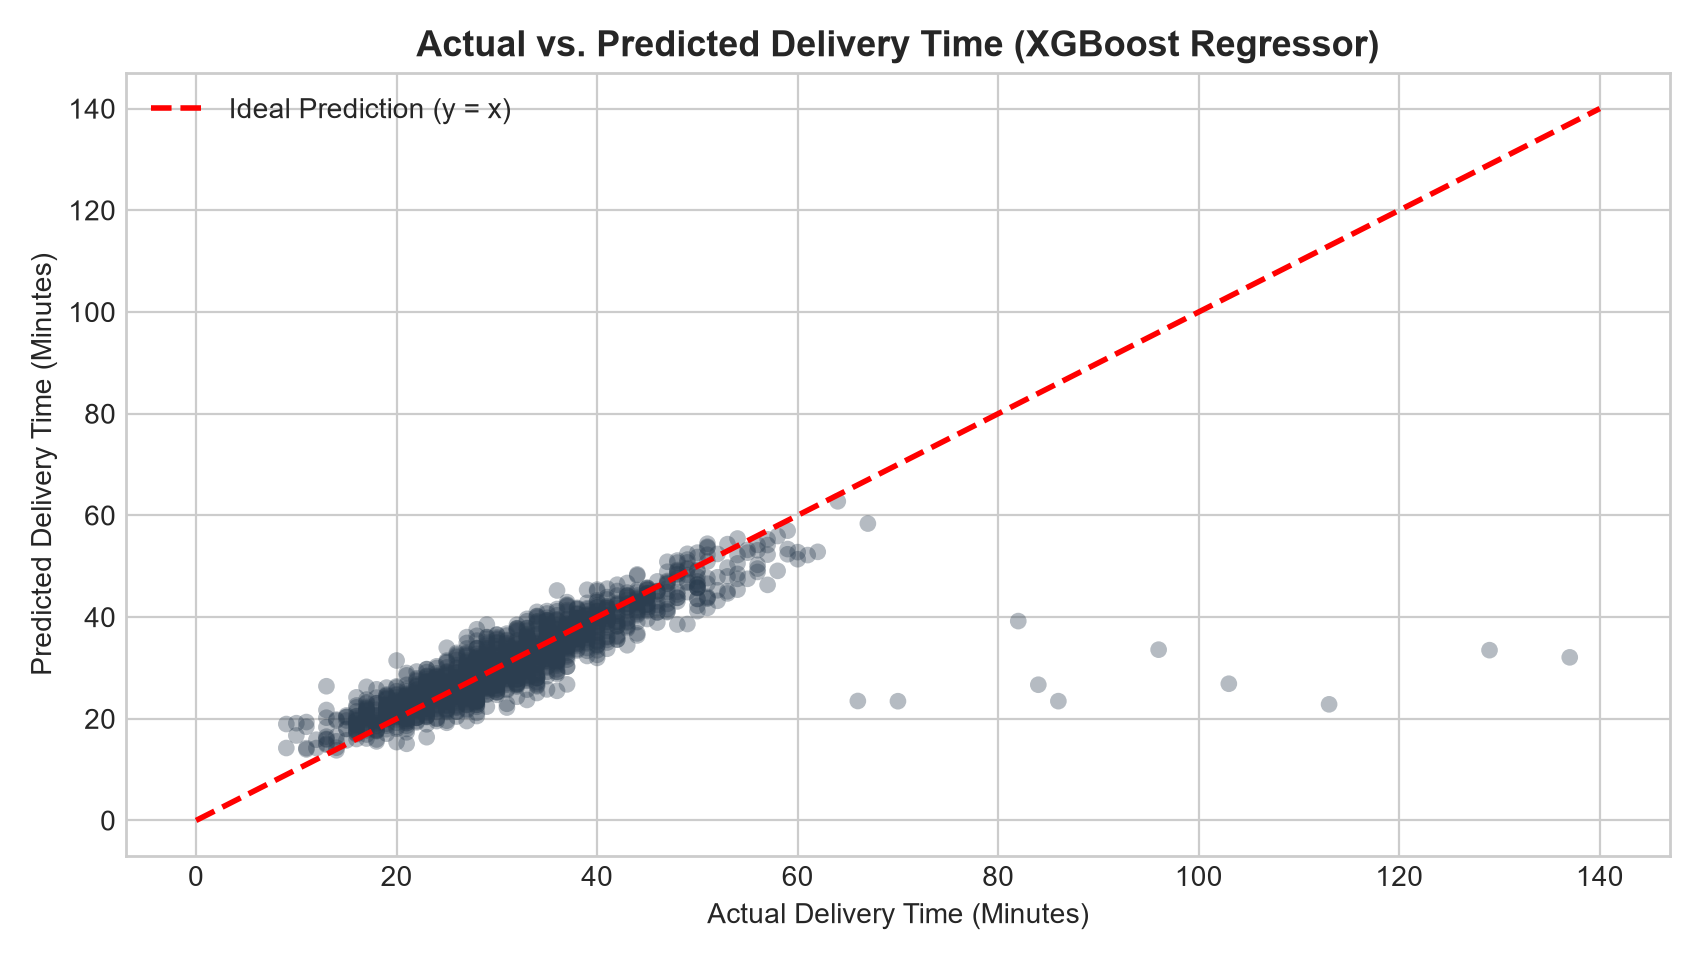 Actual vs. Predicted Delivery Time (XGBoost Regressor)
Ideal Prediction (y = x)
Predicted Delivery Time (Minutes)
140
120
100
80
60
40
20
0
0 20 40 60 80 100 120 140
Actual Delivery Time (Minutes)